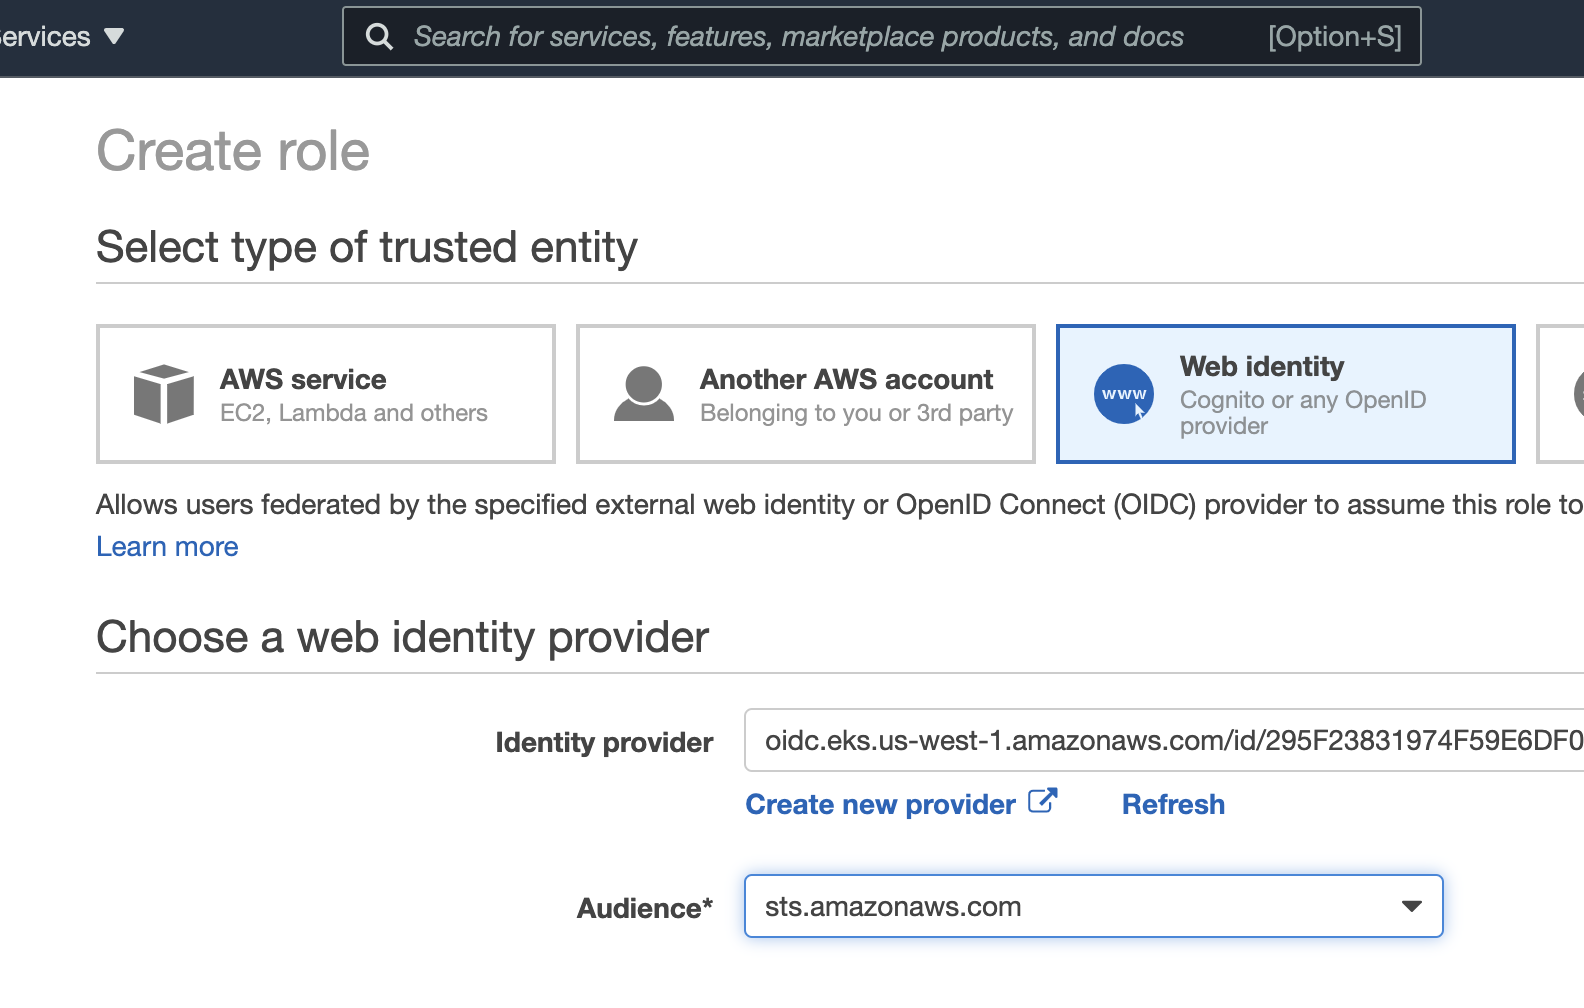 ervices
Search for services, features, marketplace products, and docs [Option+S]
Create role
Select type of trusted entity
AWS service
EC2, Lambda and others
Another AWS account
Belonging to you or 3rd party
www
Web identity
Cognito or any OpenID
provider
Allows users federated by the specified external web identity or OpenID Connect (OIDC) provider to assume this role to
Learn more
Choose a web identity provider
Identity provider oidc.eks.us-west-1.amazonaws.com/id/295F23831974F59E6DF0
Create new provider Refresh
Audience* sts.amazonaws.com